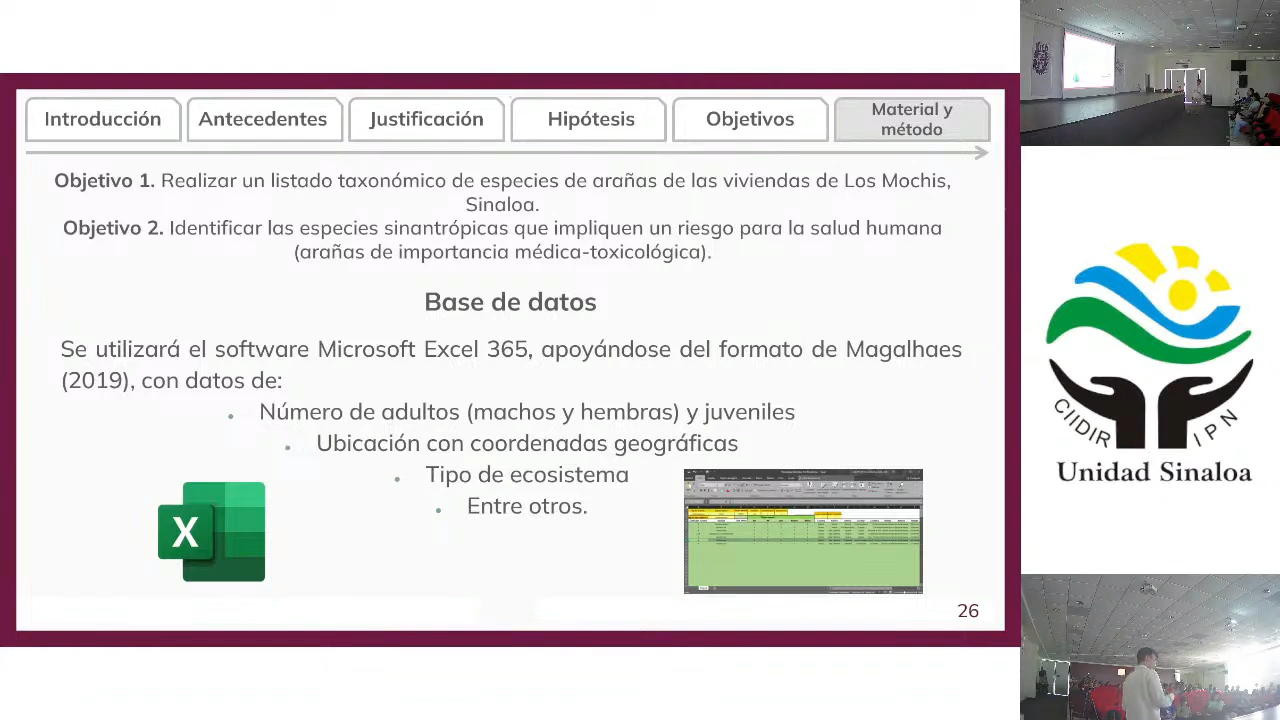 Introducción
Antecedentes
Justificación
Hipótesis
Objetivos
Material y
método
Objetivo 1. Realizar un listado taxonómico de especies de arañas de las viviendas de Los Mochis,
Sinaloa.
Objetivo 2. Identificar las especies sinantrópicas que impliquen un riesgo para la salud humana
(arañas de importancia médica-toxicológica).
Base de datos
Se utilizará el software Microsoft Excel 365, apoyándose del formato de Magalhaes
(2019), con datos de:
Número de adultos (machos y hembras) y juveniles
Ubicación con coordenadas geográficas
Tipo de ecosistema
Entre otros.
X
26
CIIDIR IPN
Unidad Sinaloa